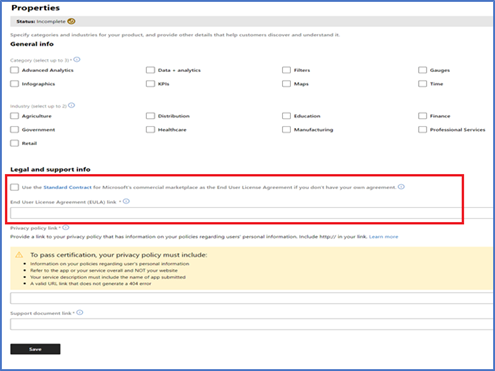 Properties
Status: Incomplete
Specify categories and industries for your product, and provide other details that help customers discover and understand it.
General info
Category (select up to 3)*
Advanced Analytics Data + analytics Filters Gauges
Infographics KPIs Maps Time
Industry (select up to 2)
Agriculture Distribution Education Finance
Government Healthcare Manufacturing Professional Services
Retail
Legal and support info
Use the Standard Contract for Microsoft's commercial marketplace as the End User License Agreement if you don't have your own agreement.
End User License Agreement (EULA) link *
Privacy policy link *
Provide a link to your privacy policy that has information on your policies regarding users' personal information. Include http:// in your link. Learn more
To pass certification, your privacy policy must include:
• Information on your policies regarding user's personal information
• Refer to the app or your service overall and NOT your website
• Your service description must include the name of app submitted
• A valid URL link that does not generate a 404 error
Support document link *
Save